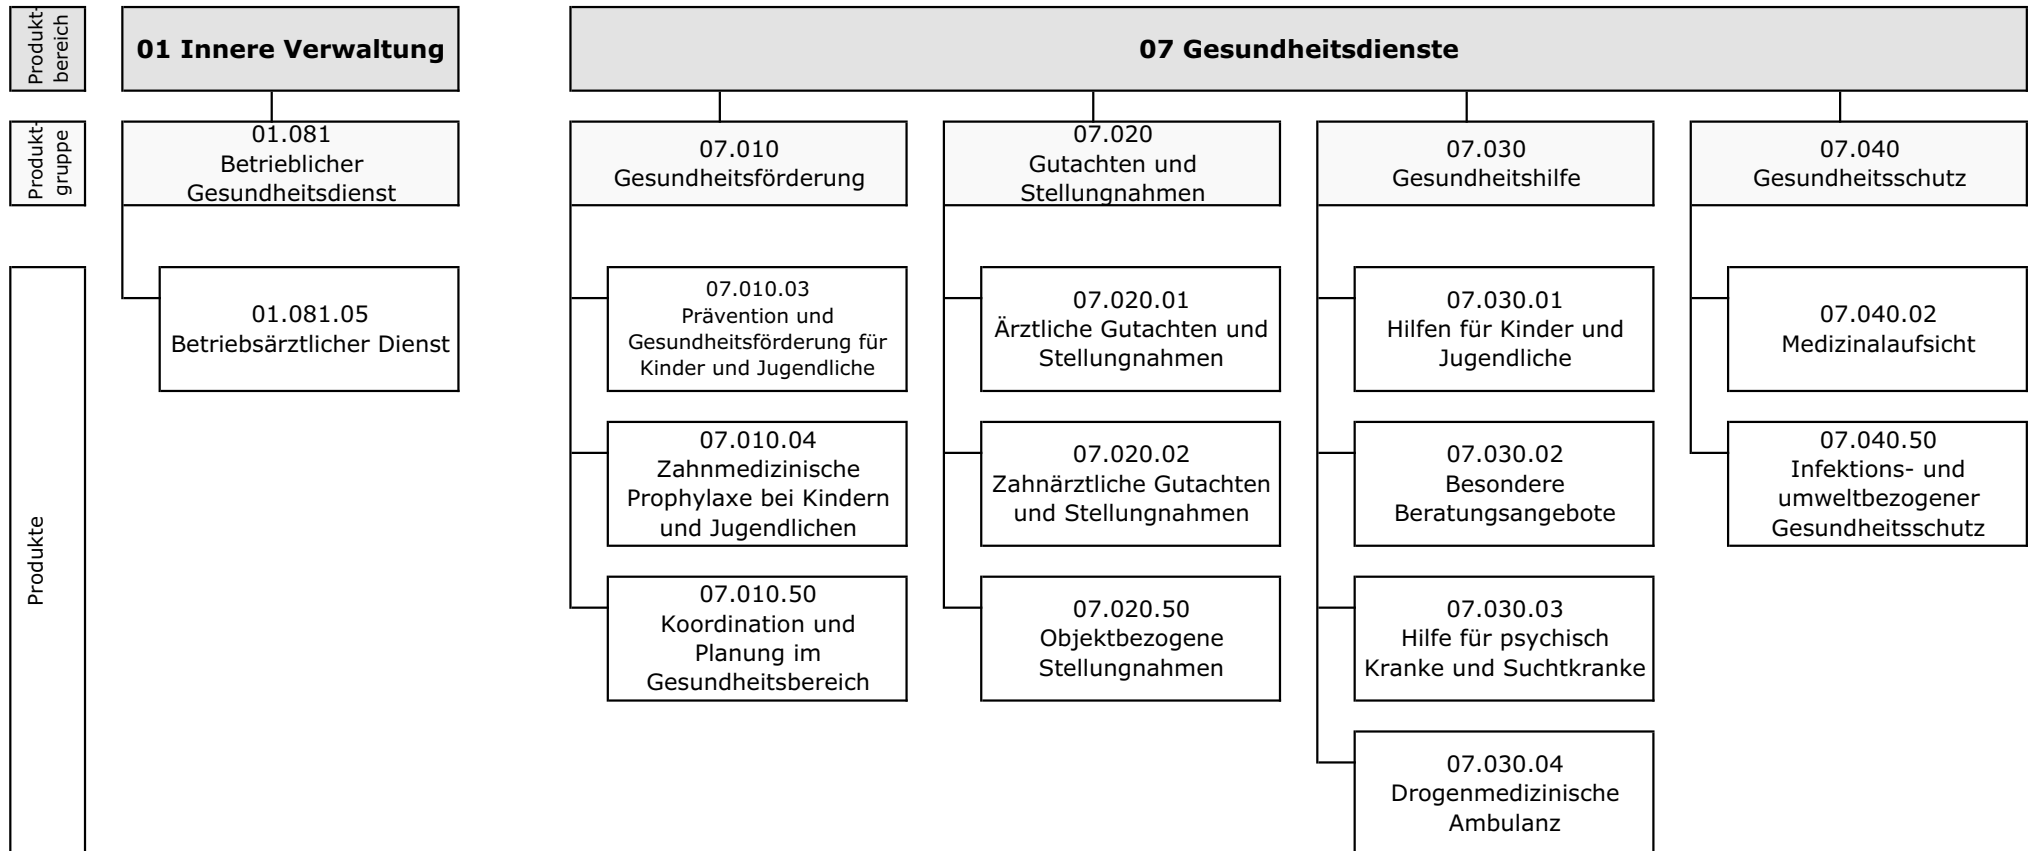 Produkt-
bereich
01 Innere Verwaltung
07 Gesundheitsdienste
Produkt-
gruppe
01.081
Betrieblicher
Gesundheitsdienst
07.010
Gesundheitsförderung
07.020
Gutachten und
Stellungnahmen
07.030
Gesundheitshilfe
07.040
Gesundheitsschutz
Produkte
01.081.05
Betriebsärztlicher Dienst
07.010.03
Prävention und
Gesundheitsförderung für
Kinder und Jugendliche
07.020.01
Ärztliche Gutachten und
Stellungnahmen
07.030.01
Hilfen für Kinder und
Jugendliche
07.040.02
Medizinalaufsicht
07.010.04
Zahnmedizinische
Prophylaxe bei Kindern
und Jugendlichen
07.020.02
Zahnärztliche Gutachten
und Stellungnahmen
07.030.02
Besondere
Beratungsangebote
07.040.50
Infektions- und
umweltbezogener
Gesundheitsschutz
07.010.50
Koordination und
Planung im
Gesundheitsbereich
07.020.50
Objektbezogene
Stellungnahmen
07.030.03
Hilfe für psychisch
Kranke und Suchtkranke
07.030.04
Drogenmedizinische
Ambulanz